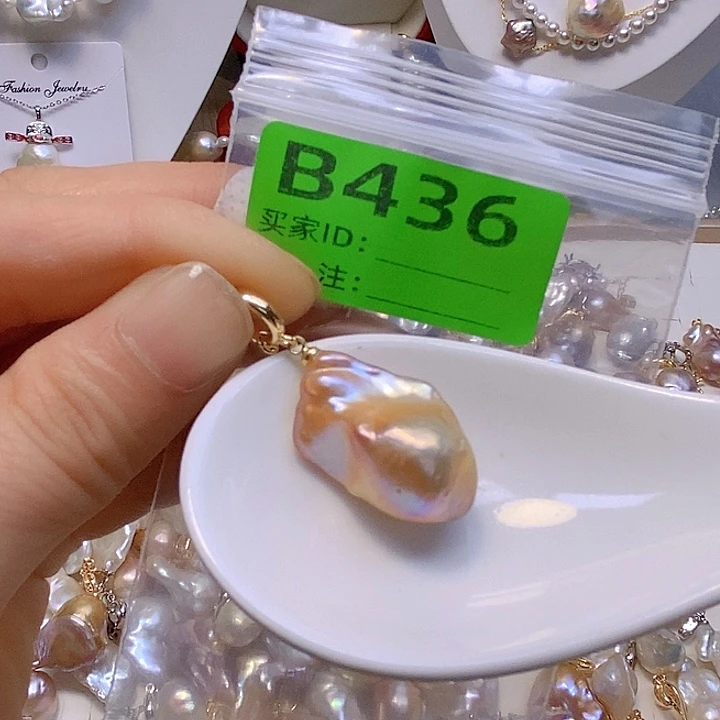 Fashion Jewelry
B436
买家ID：
注：